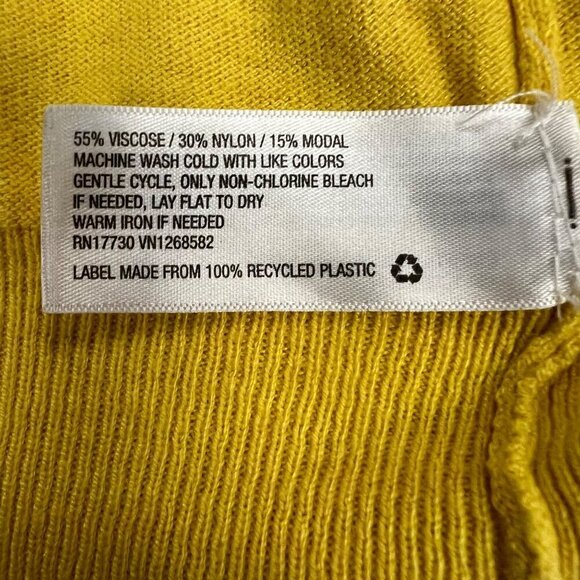 55% VISCOSE / 30% NYLON / 15% MODAL
MACHINE WASH COLD WITH LIKE COLORS
GENTLE CYCLE, ONLY NON-CHLORINE BLEACH
IF NEEDED, LAY FLAT TO DRY
WARM IRON IF NEEDED
RN17730 VN1268582
LABEL MADE FROM 100% RECYCLED PLASTIC